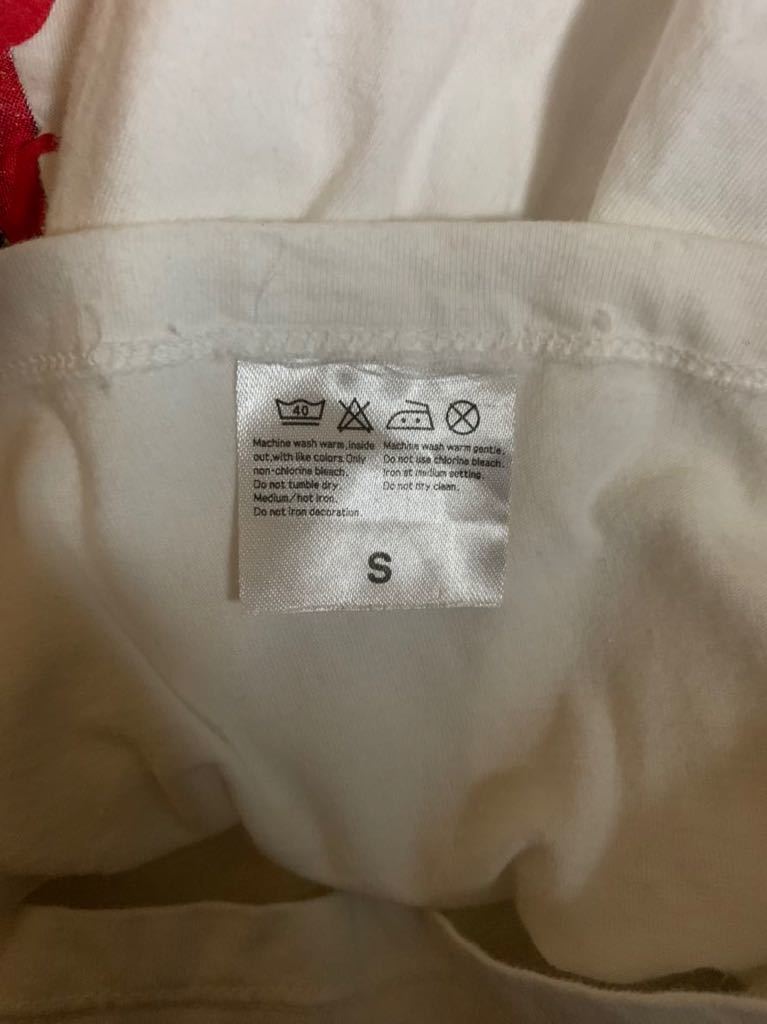 40
Machine wash warm,inside
out,with like colors.Only
non-chlorine bleach.
Do not tumble dry.
Medium/hot iron.
Do not iron decoration.
Machine wash warm gentle.
Do not use chlorine bleach.
Iron at medium setting.
Do not dry clean.
S